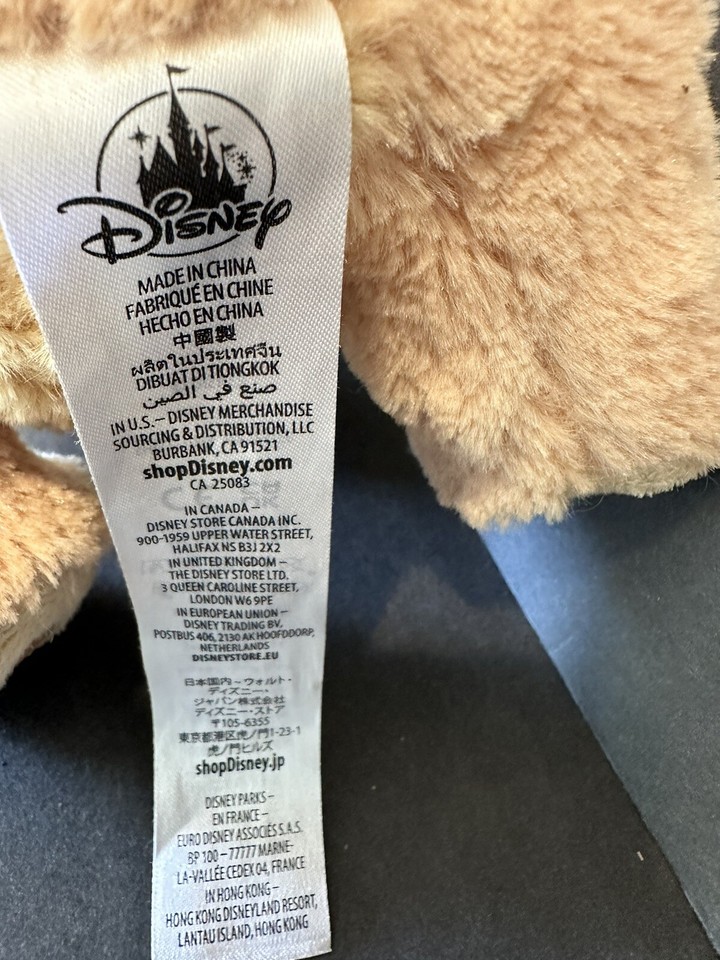 Disney
MADE IN CHINA
FABRIQUÉ EN CHINE
HECHO EN CHINA
中國製
ผลิตในประเทศจีน
DIBUAT DI TIONGKOK
صنع في الصين
IN U.S.– DISNEY MERCHANDISE
SOURCING & DISTRIBUTION, LLC
BURBANK, CA 91521
shopDisney.com
CA 25083
IN CANADA –
DISNEY STORE CANADA INC.
900-1959 UPPER WATER STREET,
HALIFAX NS B3J 2X2
IN UNITED KINGDOM –
THE DISNEY STORE LTD.
3 QUEEN CAROLINE STREET,
LONDON W6 9PE
IN EUROPEAN UNION –
DISNEY TRADING BV,
POSTBUS 406, 2130 AK HOOFDDORP,
NETHERLANDS
DISNEYSTORE.EU
日本国内 – ウォルト・
ディズニー・
ジャパン株式会社
ディズニー・ストア
〒105-6355
東京都港区虎ノ門1-23-1
虎ノ門ヒルズ
shopDisney.jp
DISNEY PARKS –
EN FRANCE –
EURO DISNEY ASSOCIÉS S.A.S.
BP 100 – 77777 MARNE-
LA-VALLÉE CEDEX 04, FRANCE
IN HONG KONG –
HONG KONG DISNEYLAND RESORT,
LANTAU ISLAND, HONG KONG